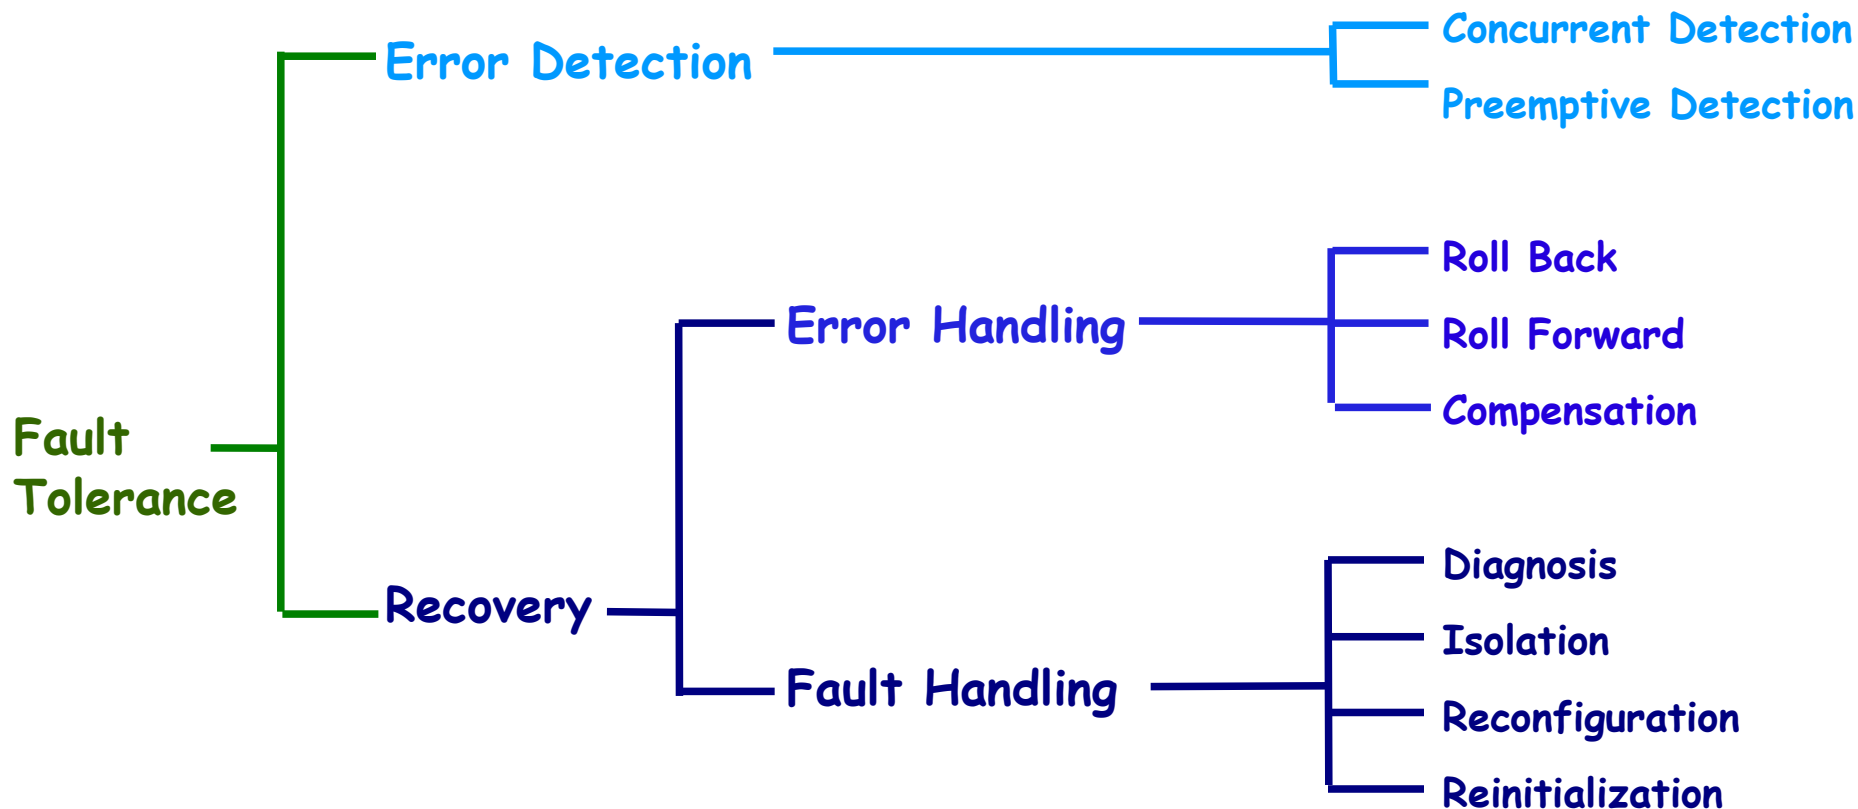 Fault
Tolerance
Error Detection
Concurrent Detection
Preemptive Detection
Recovery
Error Handling
Roll Back
Roll Forward
Compensation
Fault Handling
Diagnosis
Isolation
Reconfiguration
Reinitialization